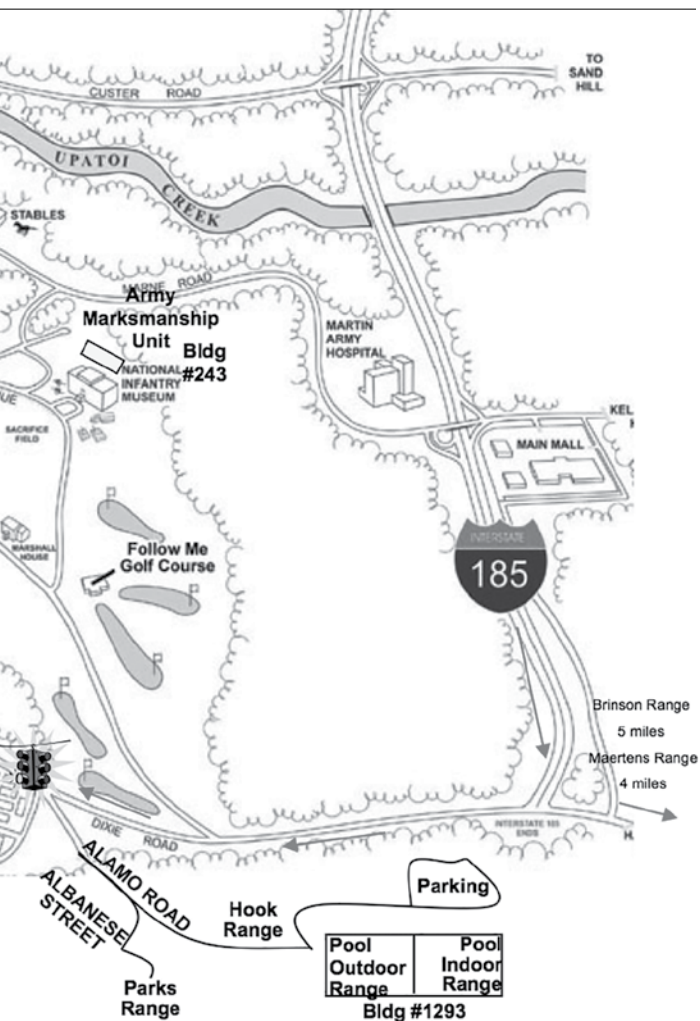 TO
SAND
HILL
CUSTER ROAD
UPATOI
CREEK
STABLES
MARNE ROAD
Army
Marksmanship
Unit
Bldg
#243
NATIONAL
INFANTRY
MUSEUM
MARTIN
ARMY
HOSPITAL
SACRIFICE
FIELD
KEL
MAIN MALL
MARSHALL
HOUSE
Follow Me
Golf Course
INTERSTATE
185
Brinson Range
5 miles
Maertens Range
4 miles
DIXIE ROAD
INTERSTATE 185
ENDS
ALAMO ROAD
ALBANESE
STREET
Hook
Range
Parking
Parks
Range
Pool
Outdoor
Range
Pool
Indoor
Range
Bldg #1293